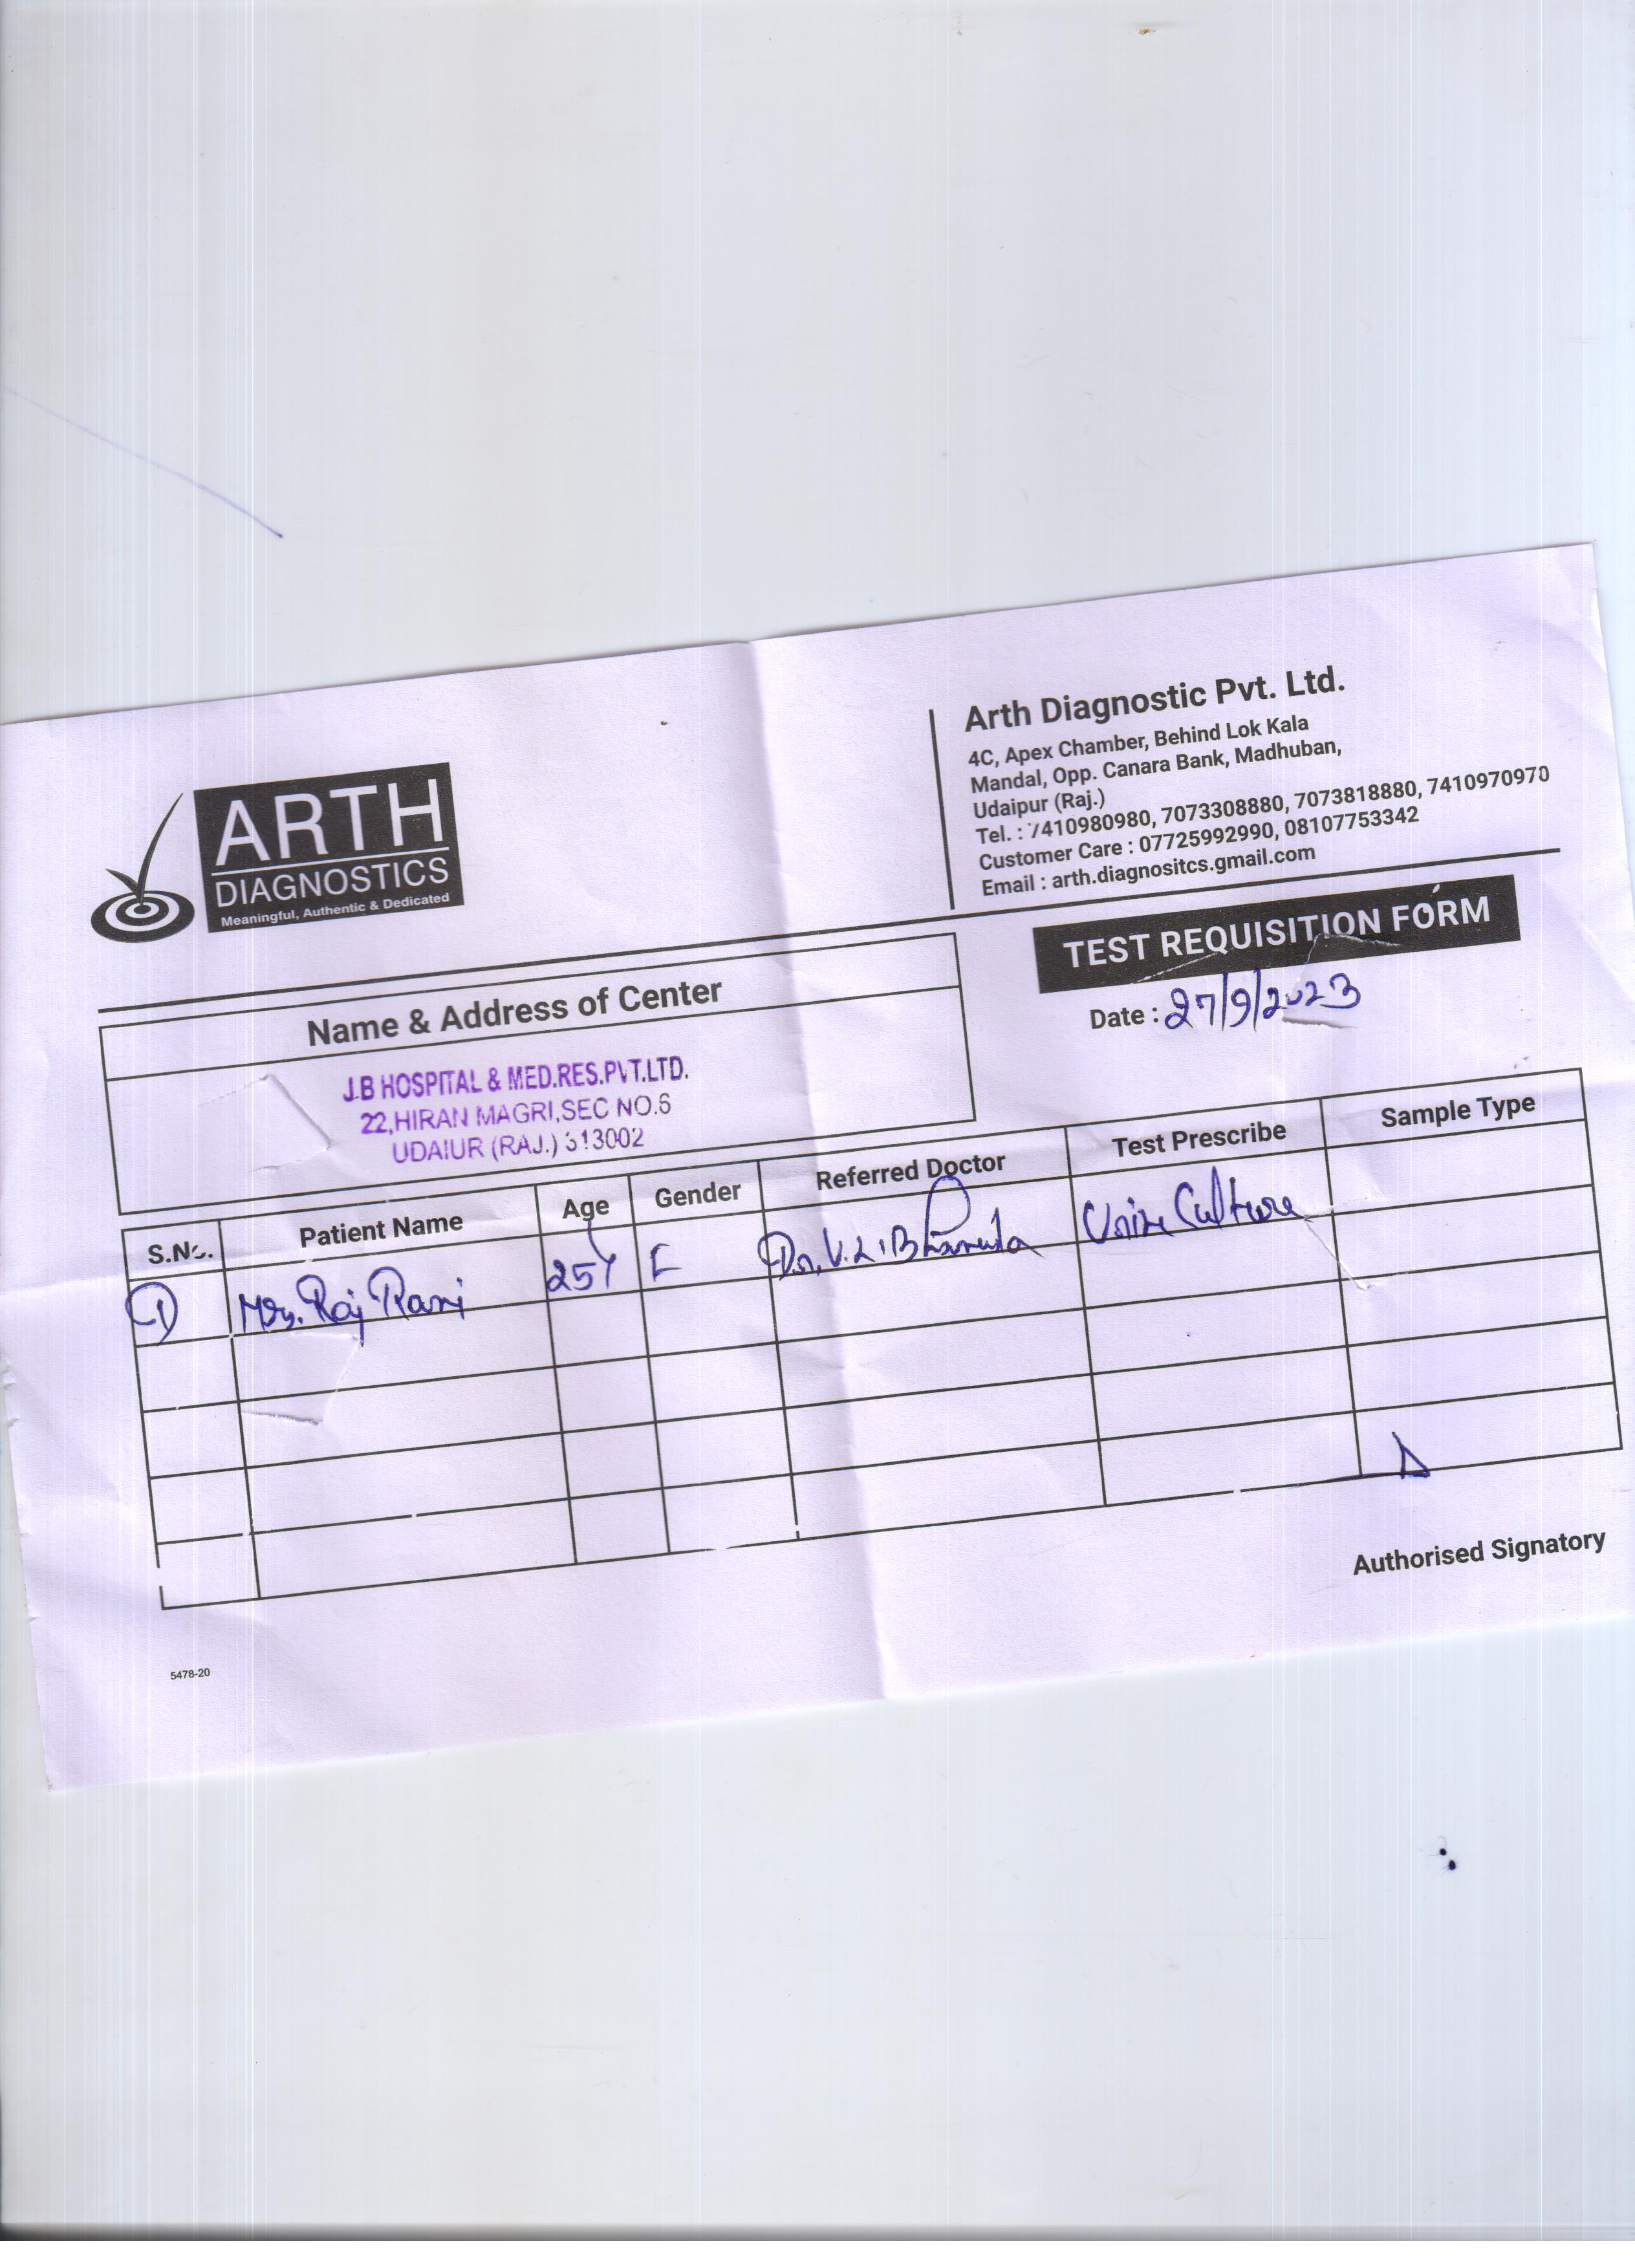 ARTH
DIAGNOSTICS
Meaningful, Authentic & Dedicated
Arth Diagnostic Pvt. Ltd.
4C, Apex Chamber, Behind Lok Kala
Mandal, Opp. Canara Bank, Madhuban,
Udaipur (Raj.)
Tel. : 7410980980, 7073308880, 7073818880, 7410970970
Customer Care : 07725992990, 08107753342
Email : arth.diagnositcs.gmail.com
TEST REQUISITION FORM
Date : 27/9/2023
Name & Address of Center
J.B HOSPITAL & MED.RES.PVT.LTD.
22,HIRAN MAGRI,SEC NO.6
UDAIUR (RAJ.) 313002
S.No. Patient Name Age Gender Referred Doctor Test Prescribe Sample Type
1 Mrs. Raj Rani 25Y F Dr. V.L. Urine Culture
Authorised Signatory
5478-20